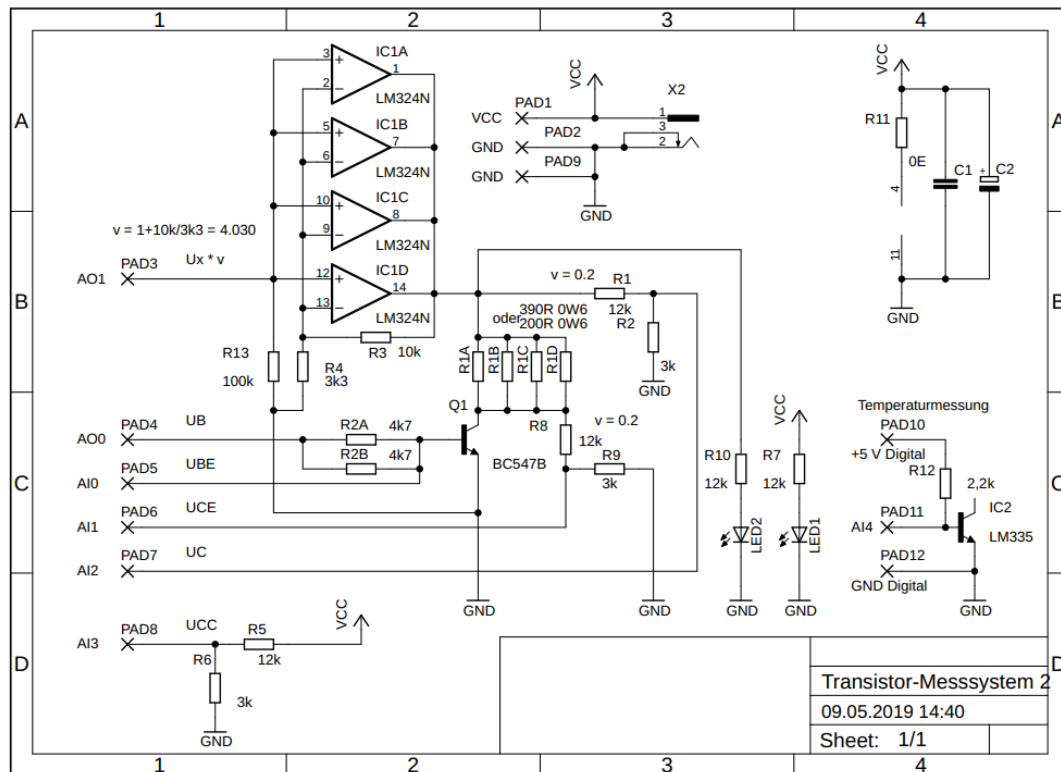 1 2 3 4
A
B
C
D
A
B
C
D
3
2
+
−
1
IC1A
LM324N
5
6
+
−
7
IC1B
LM324N
10
9
+
−
8
IC1C
LM324N
12
13
+
−
14
IC1D
LM324N
v = 1+10k/3k3 = 4.030
AO1
PAD3
Ux * v
R3
10k
R13
100k
R4
3k3
VCC
VCC
PAD1
GND
PAD2
GND
PAD9
GND
X2
1
3
2
VCC
R11
0E
4
11
C1
+
C2
GND
v = 0.2
R1
12k
R2
3k
GND
390R 0W6
oder
200R 0W6
R1A
R1B
R1C
R1D
Q1
BC547B
R8
12k
v = 0.2
R9
3k
GND
GND
AO0
PAD4
UB
R2A
4k7
R2B
4k7
AI0
PAD5
UBE
AI1
PAD6
UCE
AI2
PAD7
UC
AI3
PAD8
UCC
R5
12k
VCC
R6
3k
GND
R10
12k
LED2
GND
VCC
R7
12k
LED1
GND
Temperaturmessung
PAD10
+5 V Digital
R12
2,2k
PAD11
AI4
IC2
LM335
PAD12
GND Digital
GND
Transistor-Messsystem 2
09.05.2019 14:40
Sheet: 1/1
1 2 3 4